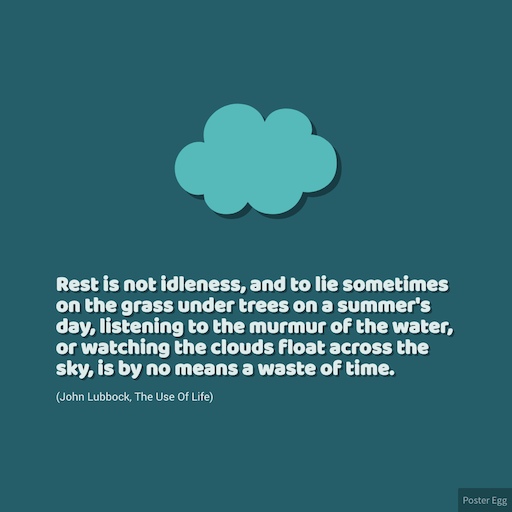 Rest is not idleness, and to lie sometimes
on the grass under trees on a summer's
day, listening to the murmur of the water,
or watching the clouds float across the
sky, is by no means a waste of time.
(John Lubbock, The Use Of Life)
Poster Egg